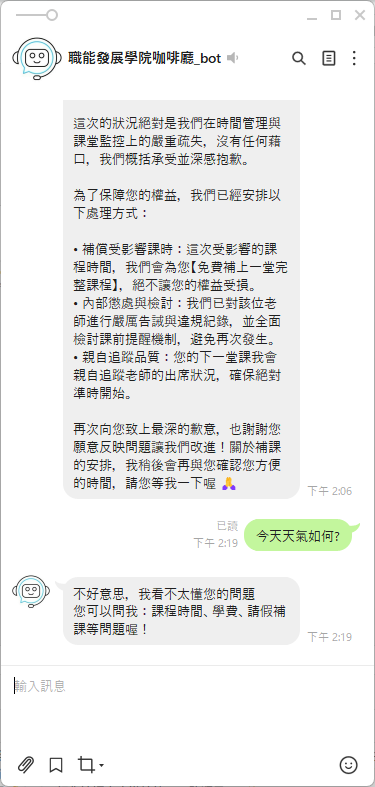 職能發展學院咖啡廳_bot
這次的狀況絕對是我們在時間管理與
課堂監控上的嚴重疏失，沒有任何藉
口，我們概括承受並深感抱歉。
為了保障您的權益，我們已經安排以
下處理方式：
• 補償受影響課時：這次受影響的課
程時間，我們會為您【免費補上一堂完
整課程】，絕不讓您的權益受損。
• 內部懲處與檢討：我們已對該位老
師進行嚴厲告誡與違規紀錄，並全面
檢討課前提醒機制，避免再次發生。
• 親自追蹤品質：您的下一堂課我會
親自追蹤老師的出席狀況，確保絕對
準時開始。
再次向您致上最深的歉意，也謝謝您
願意反映問題讓我們改進！關於補課
的安排，我稍後會再與您確認您方便
的時間，請您等我一下喔 🙏
下午 2:06
已讀
下午 2:19
今天天氣如何?
不好意思，我看不太懂您的問題
您可以問我：課程時間、學費、請假補
課等問題喔！
下午 2:19
輸入訊息